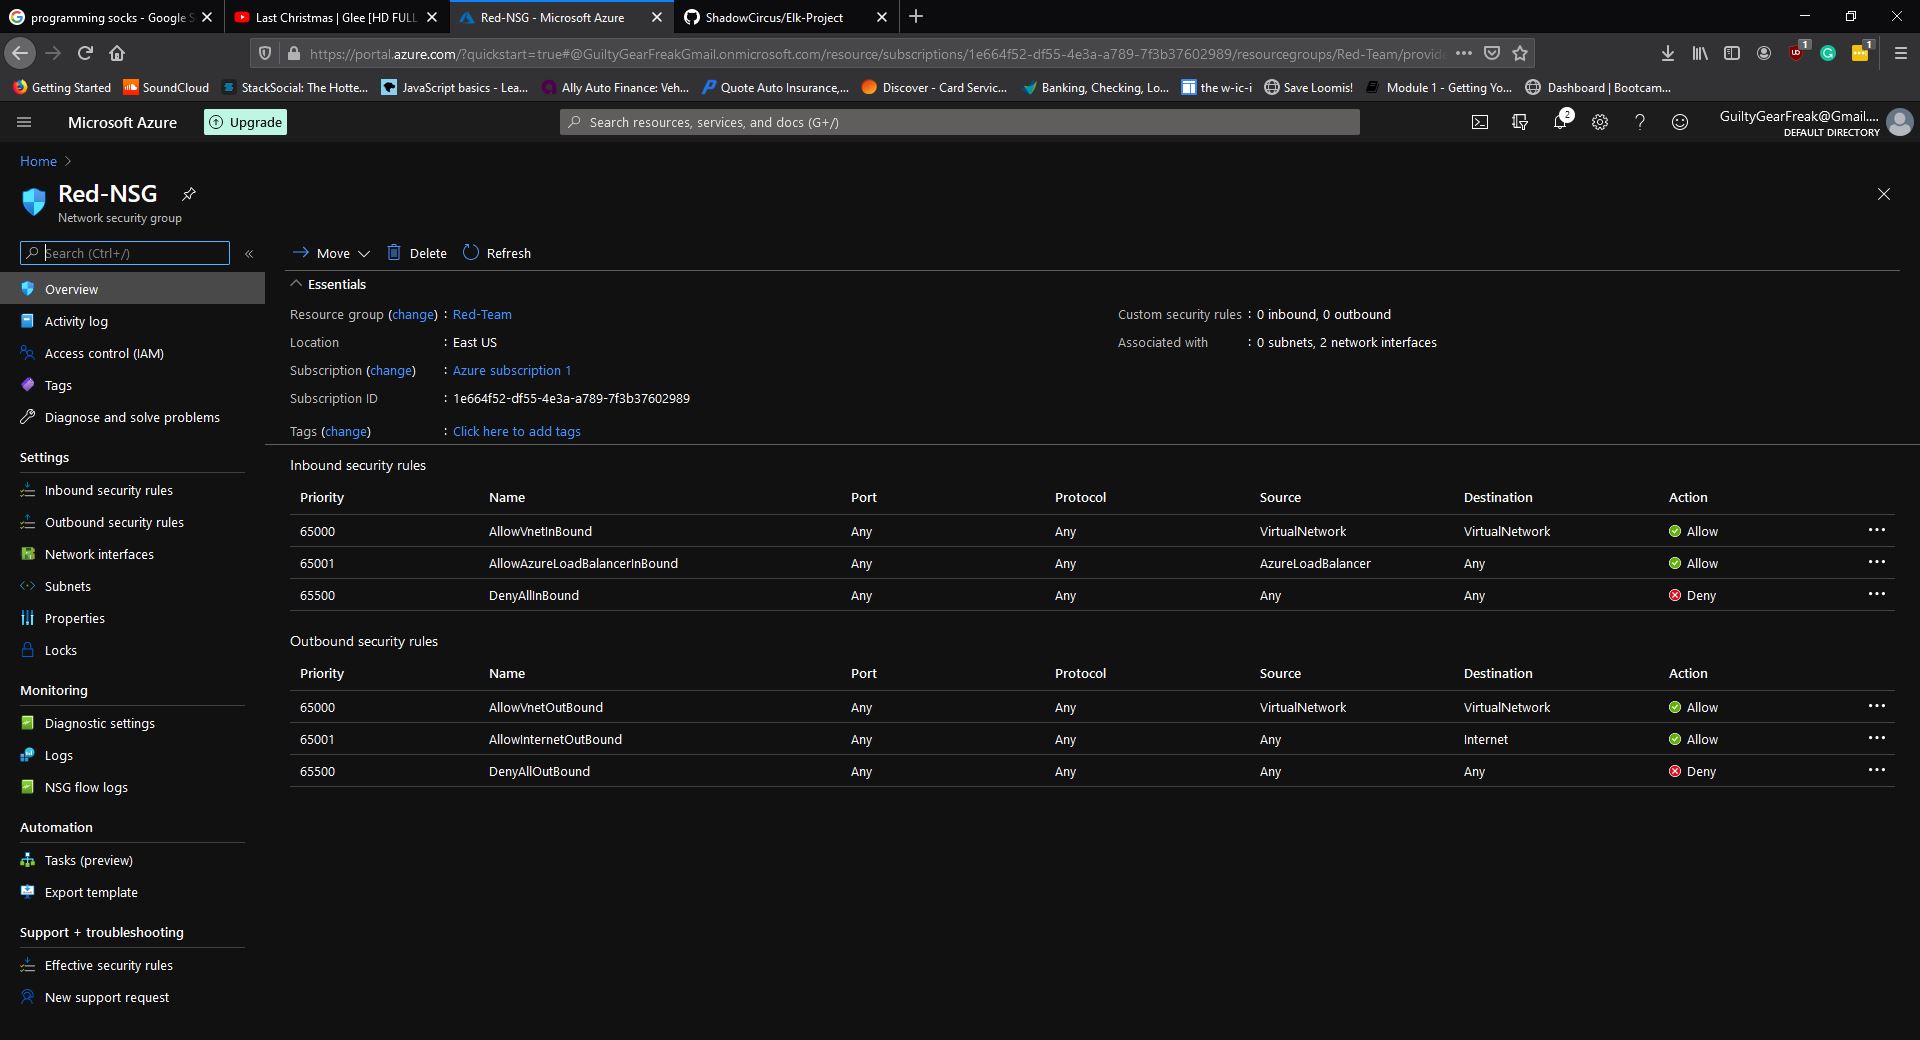 programming socks - Google S
Last Christmas | Glee [HD FULL
Red-NSG - Microsoft Azure
ShadowCircus/Elk-Project
https://portal.azure.com/?quickstart=true#@GuiltyGearFreakGmail.onmicrosoft.com/resource/subscriptions/1e664f52-df55-4e3a-a789-7f3b37602989/resourcegroups/Red-Team/provide
1
1
Getting Started
SoundCloud
StackSocial: The Hotte...
JavaScript basics - Lea...
Ally Auto Finance: Veh...
Quote Auto Insurance,...
Discover - Card Servic...
Banking, Checking, Lo...
the w-ic-i
Save Loomis!
Module 1 - Getting Yo...
Dashboard | Bootcam...
Microsoft Azure
Upgrade
Search resources, services, and docs (G+/)
2
GuiltyGearFreak@Gmail....
DEFAULT DIRECTORY
Home
Red-NSG
Network security group
Search (Ctrl+/)
Overview
Activity log
Access control (IAM)
Tags
Diagnose and solve problems
Settings
Inbound security rules
Outbound security rules
Network interfaces
Subnets
Properties
Locks
Monitoring
Diagnostic settings
Logs
NSG flow logs
Automation
Tasks (preview)
Export template
Support + troubleshooting
Effective security rules
New support request
Move Delete Refresh
Essentials
Resource group (change) : Red-Team
Location : East US
Subscription (change) : Azure subscription 1
Subscription ID : 1e664f52-df55-4e3a-a789-7f3b37602989
Tags (change) : Click here to add tags
Custom security rules : 0 inbound, 0 outbound
Associated with : 0 subnets, 2 network interfaces
Inbound security rules
Priority Name Port Protocol Source Destination Action
65000 AllowVnetInBound Any Any VirtualNetwork VirtualNetwork Allow
65001 AllowAzureLoadBalancerInBound Any Any AzureLoadBalancer Any Allow
65500 DenyAllInBound Any Any Any Any Deny
Outbound security rules
Priority Name Port Protocol Source Destination Action
65000 AllowVnetOutBound Any Any VirtualNetwork VirtualNetwork Allow
65001 AllowInternetOutBound Any Any Any Internet Allow
65500 DenyAllOutBound Any Any Any Any Deny